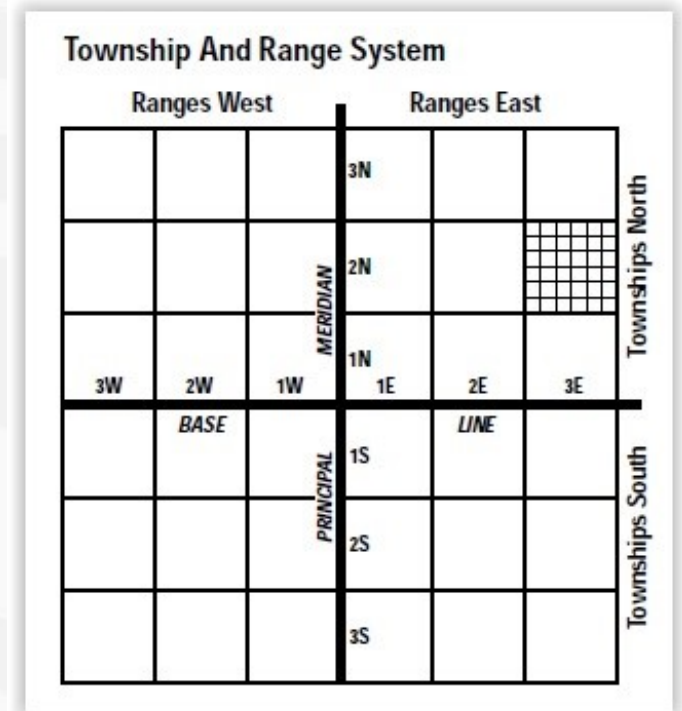 Township And Range System
Ranges West Ranges East
3N
2N
1N
3W 2W 1W 1E 2E 3E
BASE LINE
1S
2S
3S
MERIDIAN
PRINCIPAL
Townships North
Townships South